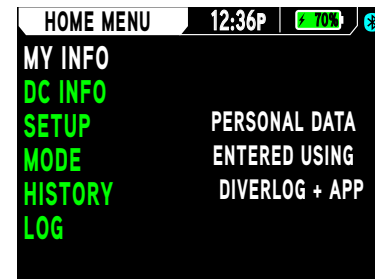 HOME MENU 12:36P 70%
MY INFO
DC INFO
SETUP
MODE
HISTORY
LOG
PERSONAL DATA
ENTERED USING
DIVERLOG + APP